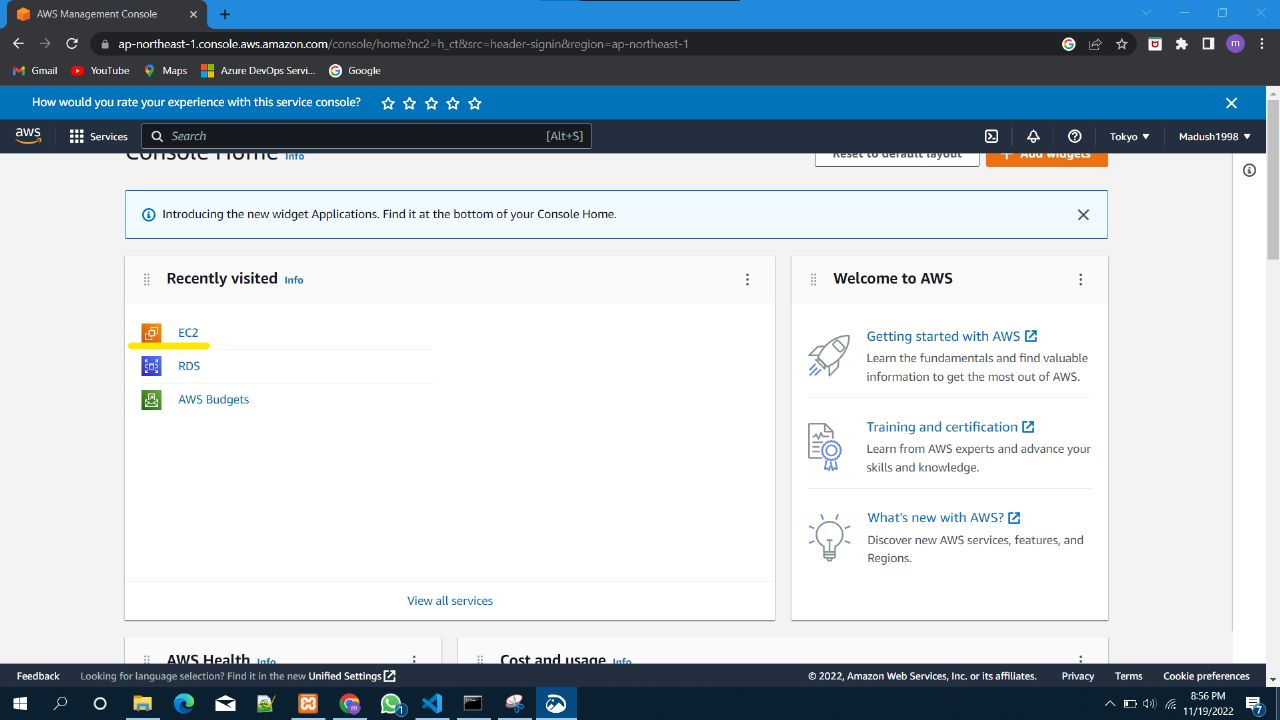 AWS Management Console
ap-northeast-1.console.aws.amazon.com/console/home?nc2=h_ct&src=header-signin&region=ap-northeast-1
m
Gmail YouTube Maps Azure DevOps Servi... Google
How would you rate your experience with this service console?
aws Services Search [Alt+S] Tokyo Madush1998
Console Home Info Reset to default layout Add widgets
Introducing the new widget Applications. Find it at the bottom of your Console Home.
Recently visited Info
EC2
RDS
AWS Budgets
View all services
Welcome to AWS
Getting started with AWS
Learn the fundamentals and find valuable
information to get the most out of AWS.
Training and certification
Learn from AWS experts and advance your
skills and knowledge.
What's new with AWS?
Discover new AWS services, features, and
Regions.
AWS Health Info
Cost and usage Info
Feedback Looking for language selection? Find it in the new Unified Settings © 2022, Amazon Web Services, Inc. or its affiliates. Privacy Terms Cookie preferences
1
8:56 PM
11/19/2022
7